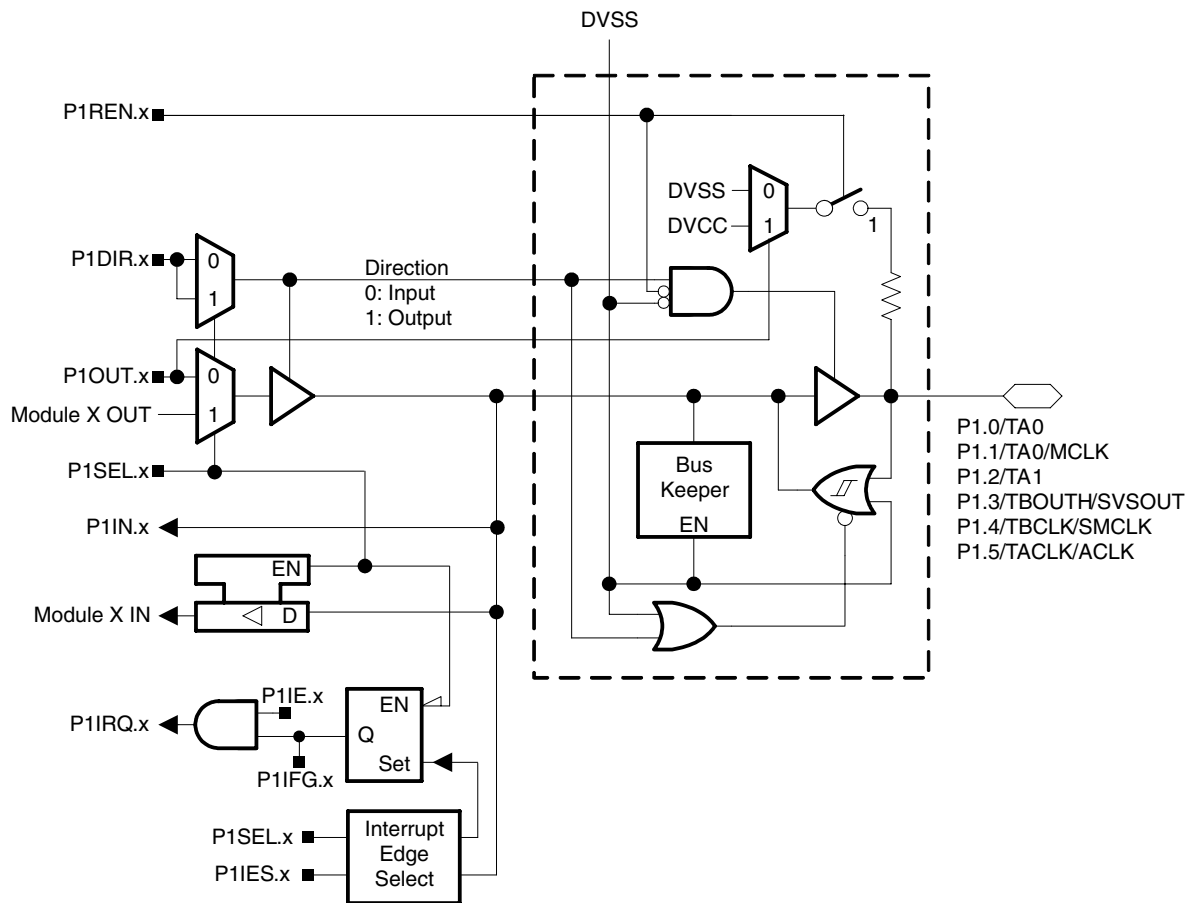 DVSS
P1REN.x
DVSS
0
DVCC
1
1
P1DIR.x
0
1
Direction
0: Input
1: Output
P1OUT.x
0
Module X OUT
1
P1SEL.x
Bus
Keeper
EN
P1.0/TA0
P1.1/TA0/MCLK
P1.2/TA1
P1.3/TBOUTH/SVSOUT
P1.4/TBCLK/SMCLK
P1.5/TACLK/ACLK
P1IN.x
EN
Module X IN
D
P1IE.x
P1IRQ.x
P1IFG.x
EN
Q
Set
P1SEL.x
P1IES.x
Interrupt
Edge
Select